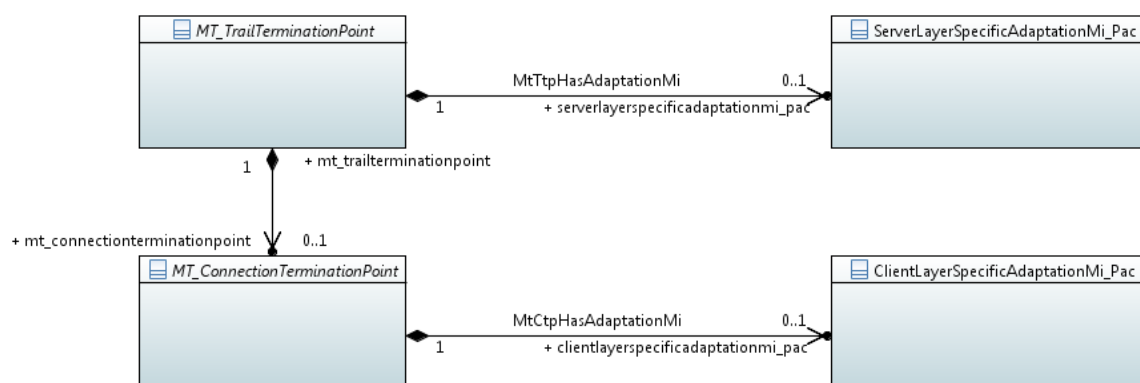 MT_TrailTerminationPoint
ServerLayerSpecificAdaptationMi_Pac
MtTtpHasAdaptationMi
0..1
1
+ serverlayerspecificadaptationmi_pac
1
+ mt_trailterminationpoint
+ mt_connectionterminationpoint
0..1
MT_ConnectionTerminationPoint
ClientLayerSpecificAdaptationMi_Pac
MtCtpHasAdaptationMi
0..1
1
+ clientlayerspecificadaptationmi_pac